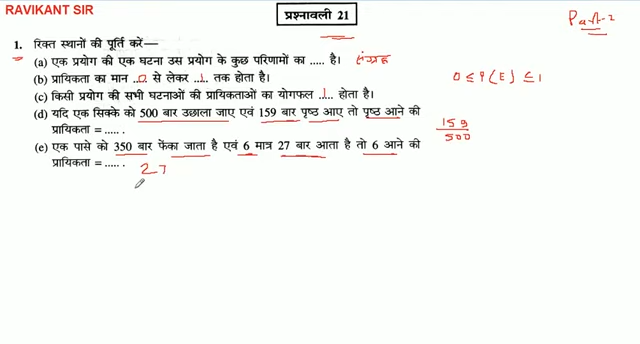 RAVIKANT SIR
प्रश्नावली 21
Part-2
1. रिक्त स्थानों की पूर्ति करें—
(a) एक प्रयोग की एक घटना उस प्रयोग के कुछ परिणामों का ..... है। संग्रह
(b) प्रायिकता का मान ..0.. से लेकर ..1.. तक होता है। 0 ≤ P(E) ≤ 1
(c) किसी प्रयोग की सभी घटनाओं की प्रायिकताओं का योगफल ..1.. होता है।
(d) यदि एक सिक्के को 500 बार उछाला जाए एवं 159 बार पृष्ठ आए तो पृष्ठ आने की
प्रायिकता = ......
159
500
(e) एक पासे को 350 बार फेंका जाता है एवं 6 मात्र 27 बार आता है तो 6 आने की
प्रायिकता = ......
27